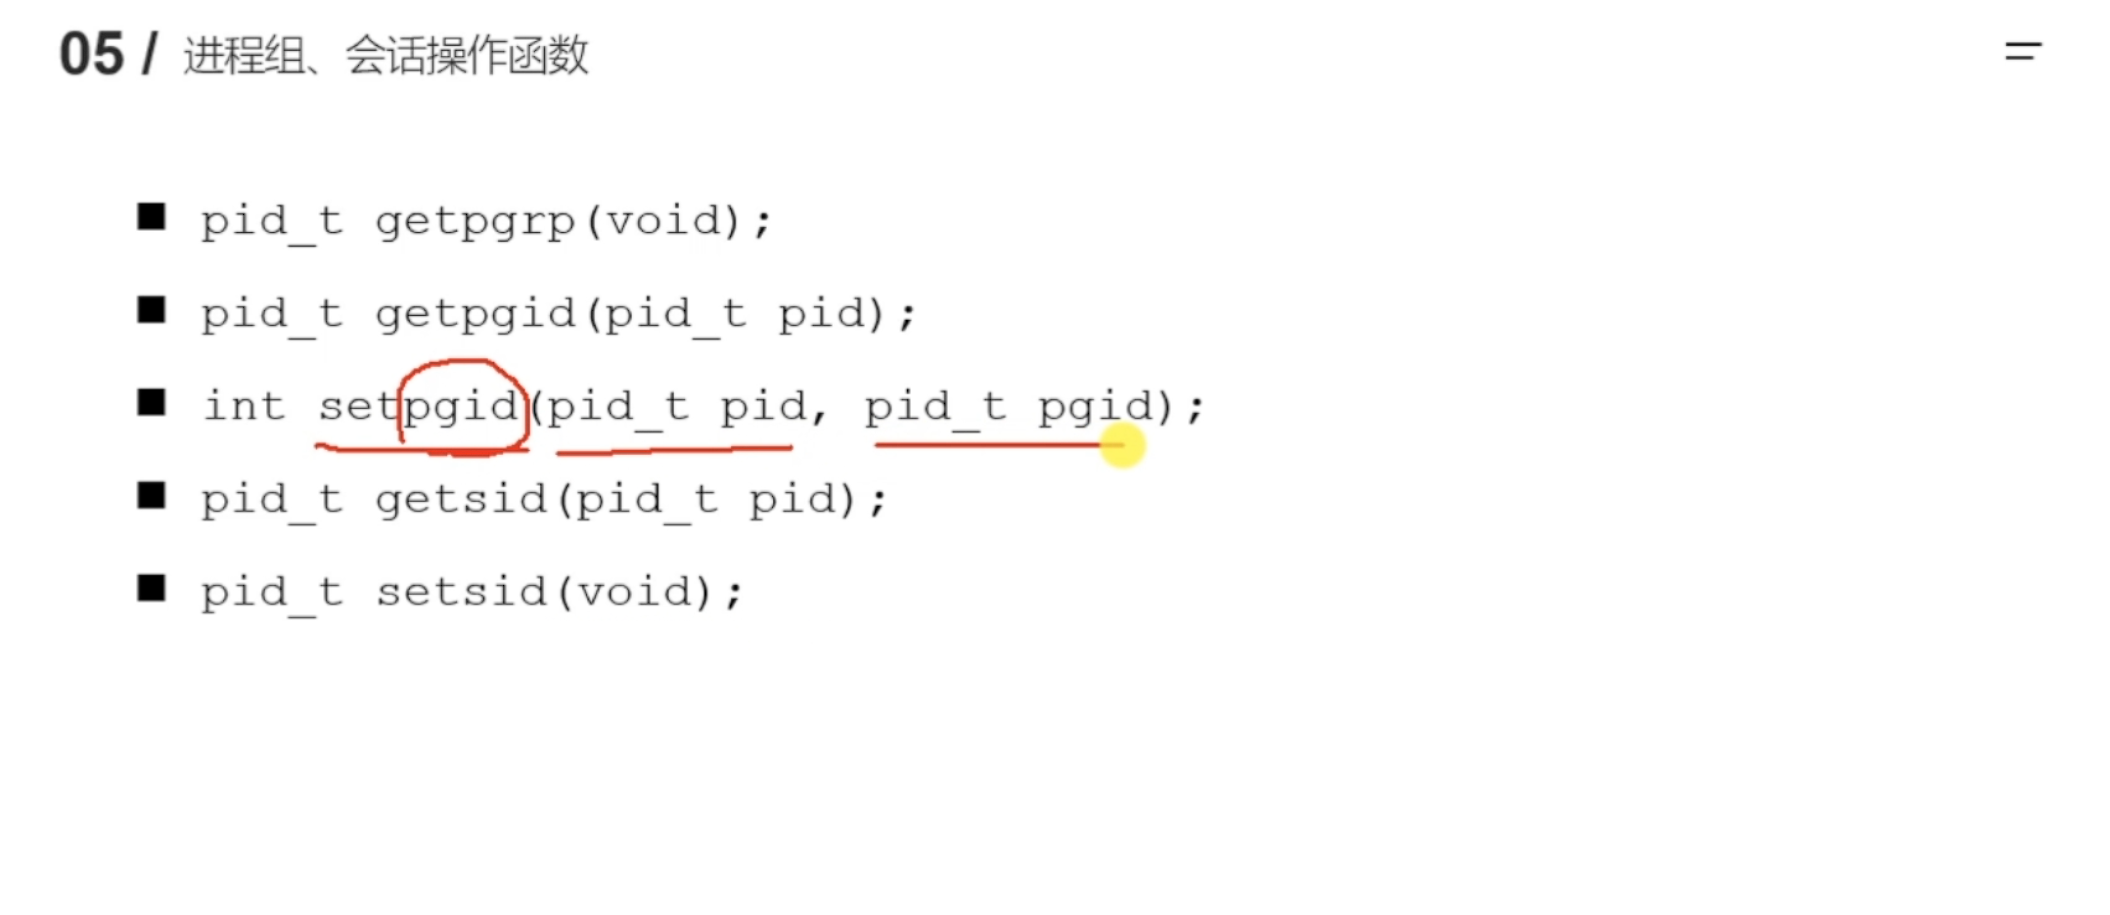 05 / 进程组、会话操作函数
■ pid_t getpgrp(void);
■ pid_t getpgid(pid_t pid);
■ int setpgid(pid_t pid, pid_t pgid);
■ pid_t getsid(pid_t pid);
■ pid_t setsid(void);